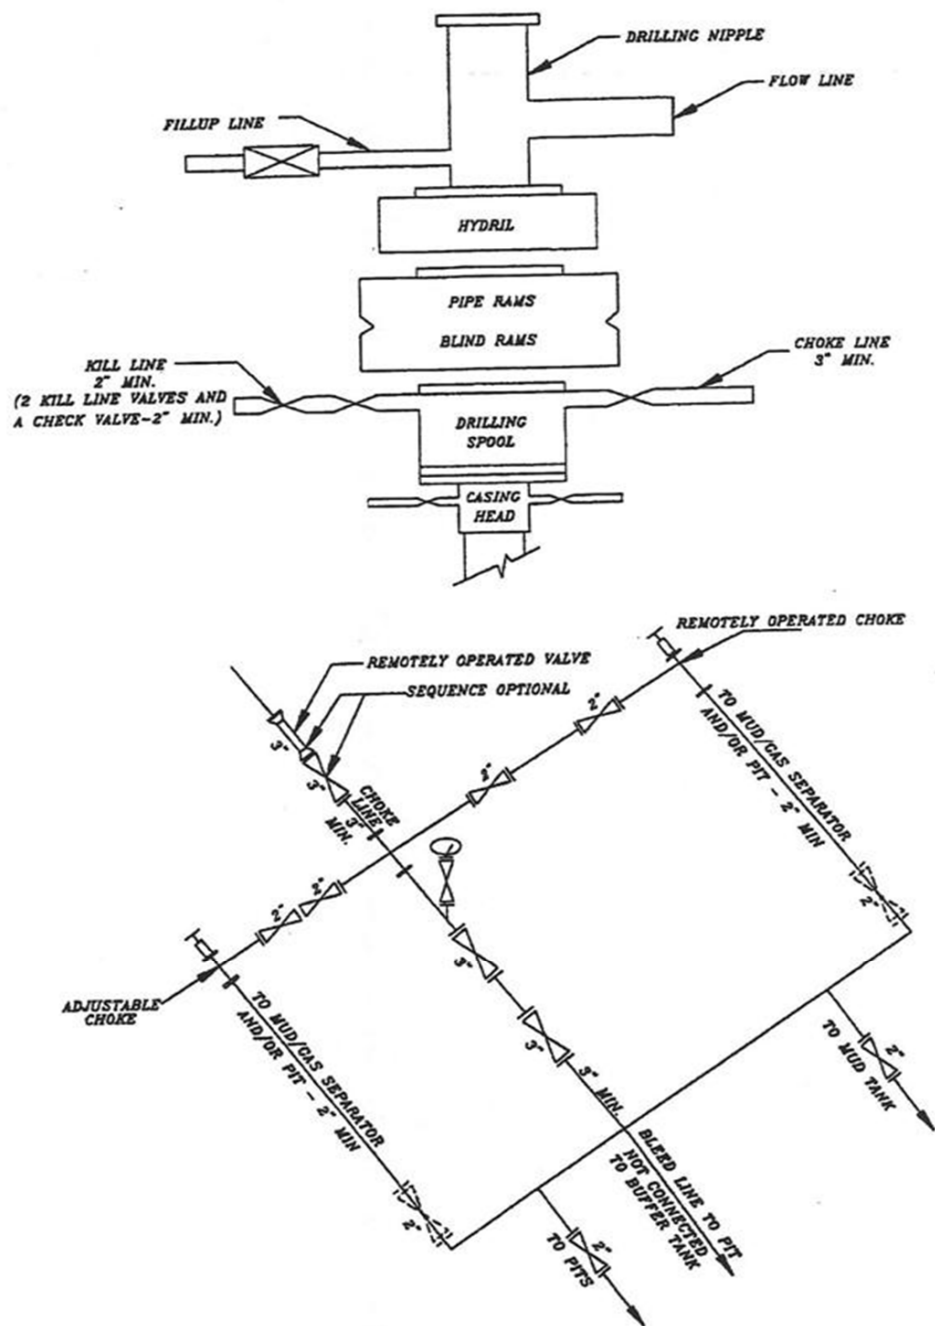 DRILLING NIPPLE
FLOW LINE
FILLUP LINE
HYDRIL
PIPE RAMS
BLIND RAMS
KILL LINE
2" MIN.
(2 KILL LINE VALVES AND
A CHECK VALVE-2" MIN.)
CHOKE LINE
3" MIN.
DRILLING
SPOOL
CASING
HEAD
REMOTELY OPERATED CHOKE
REMOTELY OPERATED VALVE
SEQUENCE OPTIONAL
3"
3"
CHOKE
LINE
3"
MIN.
2"
2"
2"
2"
TO MUD/GAS SEPARATOR
AND/OR PIT - 2" MIN
2"
ADJUSTABLE
CHOKE
TO MUD/GAS SEPARATOR
AND/OR PIT - 2" MIN
2"
3"
3"
3" MIN.
BLEED LINE TO PIT
NOT CONNECTED
TO BUFFER TANK
2"
TO MUD TANK
2"
TO PITS